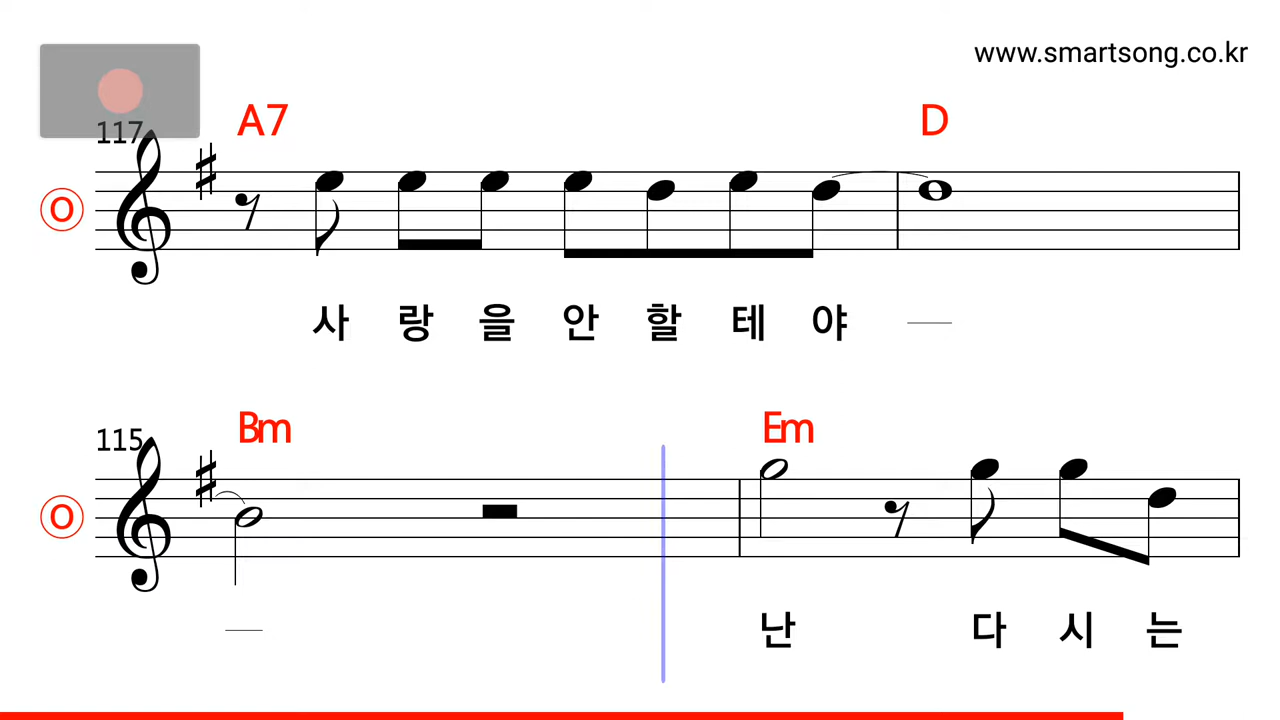 www.smartsong.co.kr
117 A7 D
O
사 랑 을 안 할 테 야
115 Bm Em
O
난 다 시 는